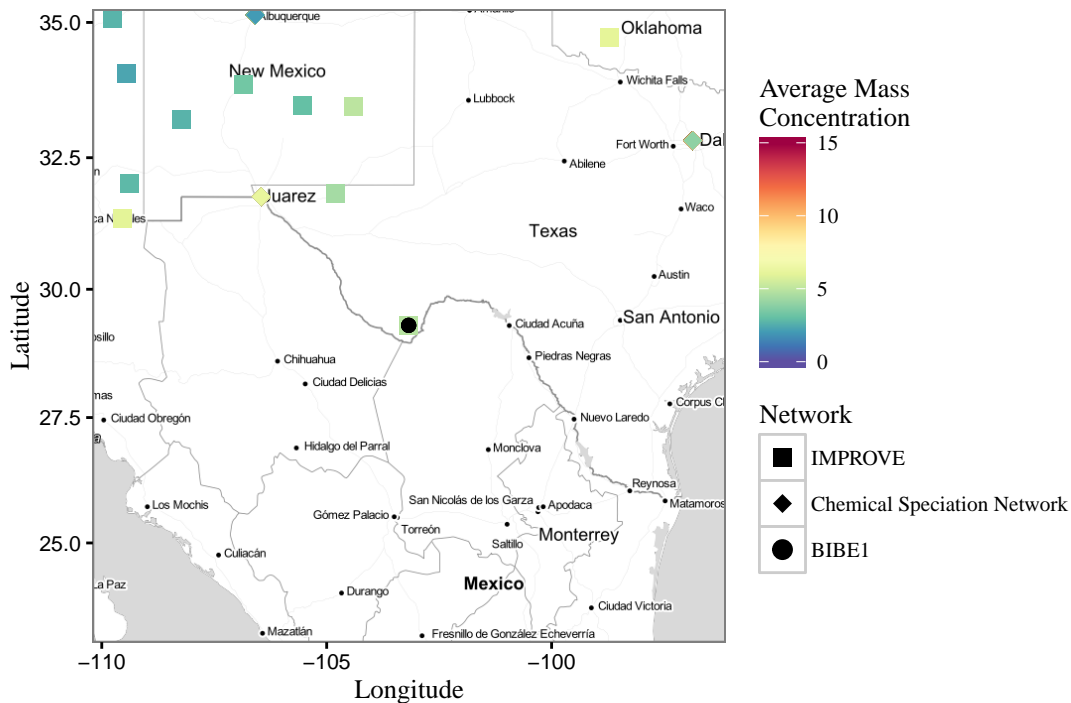 35.0
32.5
30.0
27.5
25.0
Latitude
Albuquerque
Amarillo
Oklahoma
New Mexico
Wichita Falls
Lubbock
Fort Worth
Dal
Abilene
Juarez
Waco
Texas
Austin
San Antonio
Ciudad Acuña
Piedras Negras
Chihuahua
Ciudad Delicias
Corpus Cl
Nuevo Laredo
Ciudad Obregón
Hidalgo del Parral
Monclova
Reynosa
Matamoros
San Nicolás de los Garza
Apodaca
Los Mochis
Gómez Palacio
Torreón
Monterrey
Saltillo
Culiacán
La Paz
Durango
Mexico
Ciudad Victoria
Mazatlán
Fresnillo de González Echeverría
−110
−105
−100
Longitude
Average Mass
Concentration
15
10
5
0
Network
IMPROVE
Chemical Speciation Network
BIBE1